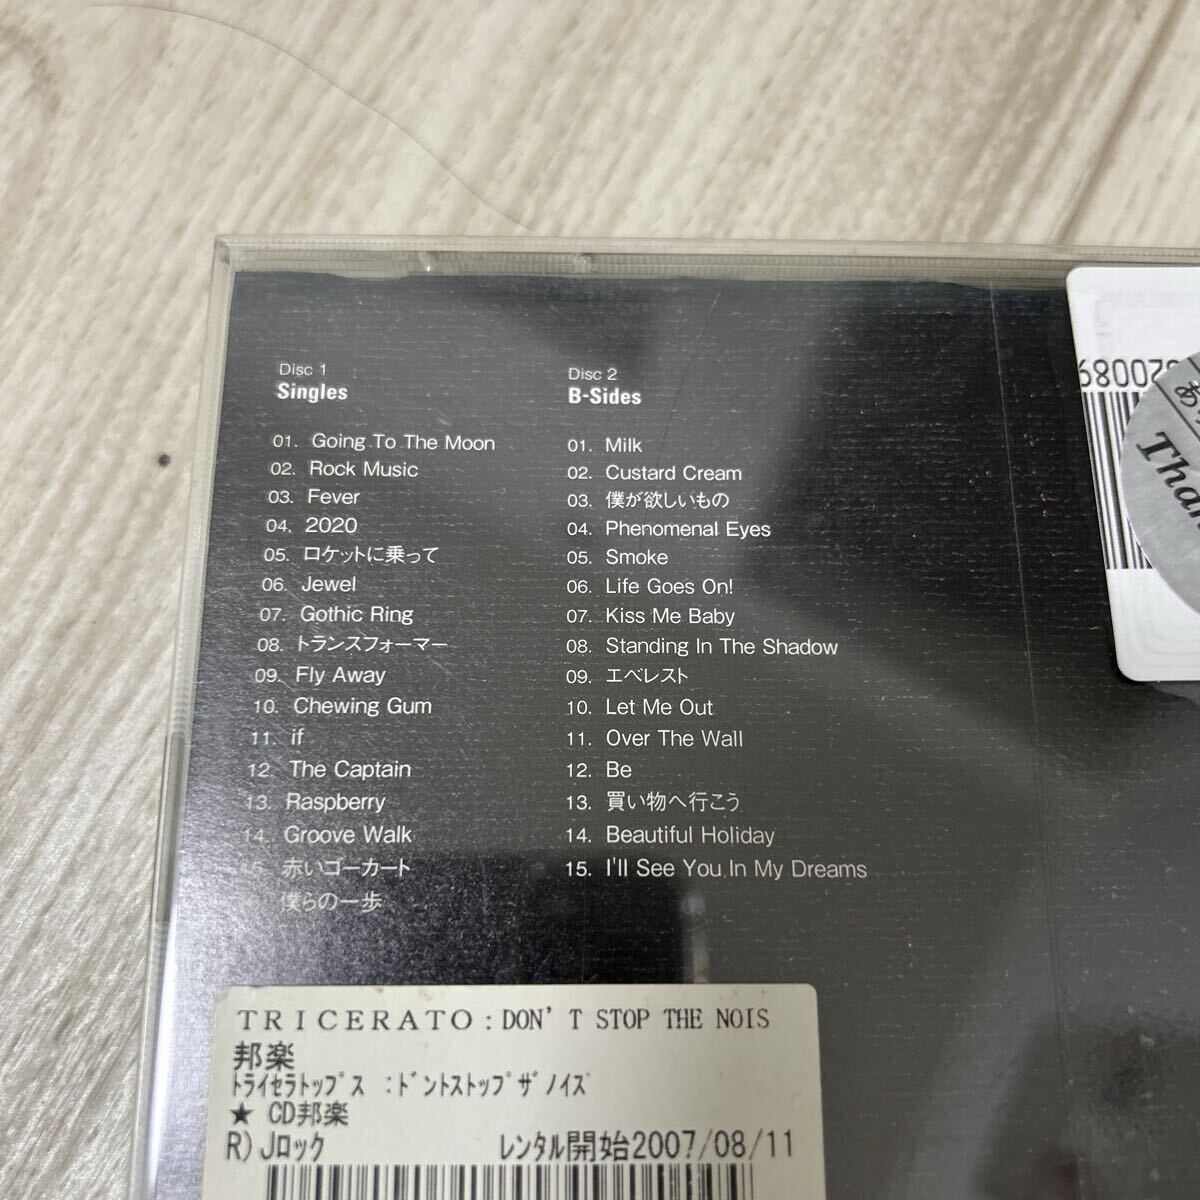 Disc 1
Singles
01. Going To The Moon
02. Rock Music
03. Fever
04. 2020
05. ロケットに乗って
06. Jewel
07. Gothic Ring
08. トランスフォーマー
09. Fly Away
10. Chewing Gum
11. if
12. The Captain
13. Raspberry
14. Groove Walk
15. 赤いゴーカート
僕らの一歩
Disc 2
B-Sides
01. Milk
02. Custard Cream
03. 僕が欲しいもの
04. Phenomenal Eyes
05. Smoke
06. Life Goes On!
07. Kiss Me Baby
08. Standing In The Shadow
09. エベレスト
10. Let Me Out
11. Over The Wall
12. Be
13. 買い物へ行こう
14. Beautiful Holiday
15. I'll See You In My Dreams
TRICERATO:DON'T STOP THE NOIS
邦楽
ﾄﾗｲｾﾗﾄｯﾌﾟｽ :ﾄﾞﾝﾄｽﾄｯﾌﾟｻﾞﾉｲｽﾞ
★ CD邦楽
R)Jロック レンタル開始2007/08/11